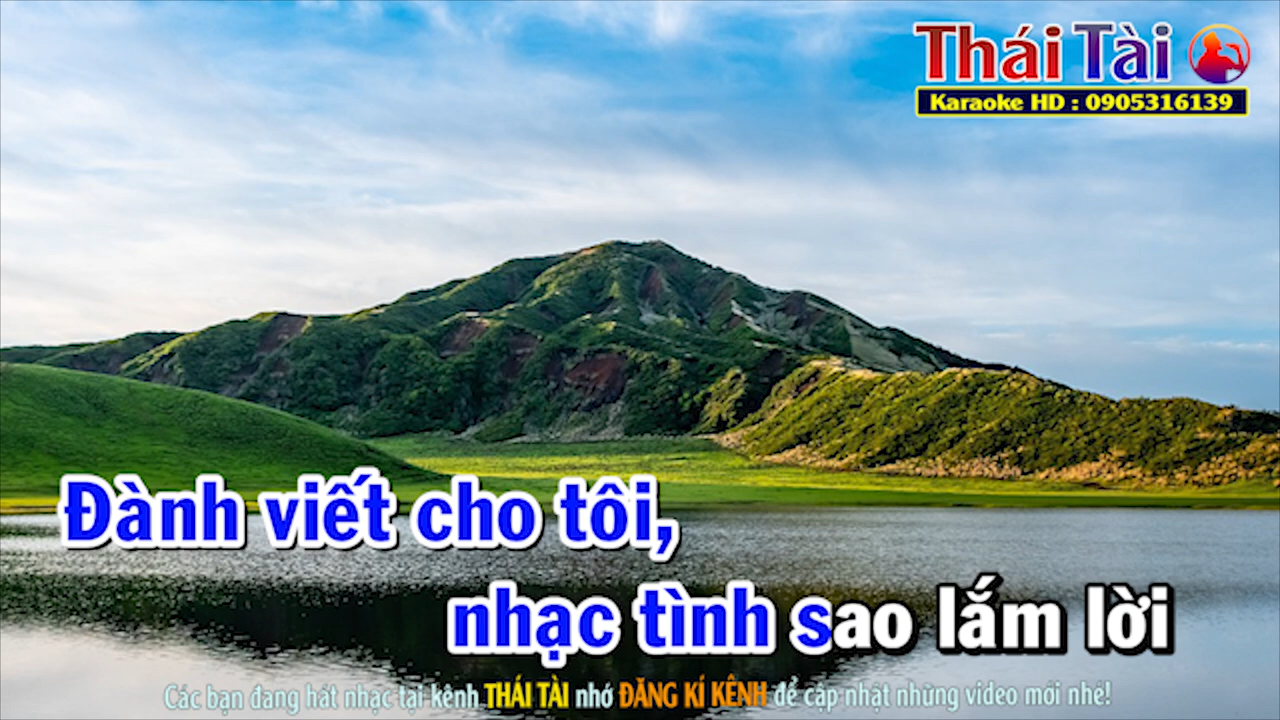 Thái Tài
Karaoke HD : 0905316139
Đành viết cho tôi,
nhạc tình sao lắm lời
Các bạn đang hát nhạc tại kênh THÁI TÀI nhớ ĐĂNG KÍ KÊNH để cập nhật những video mới nhé!